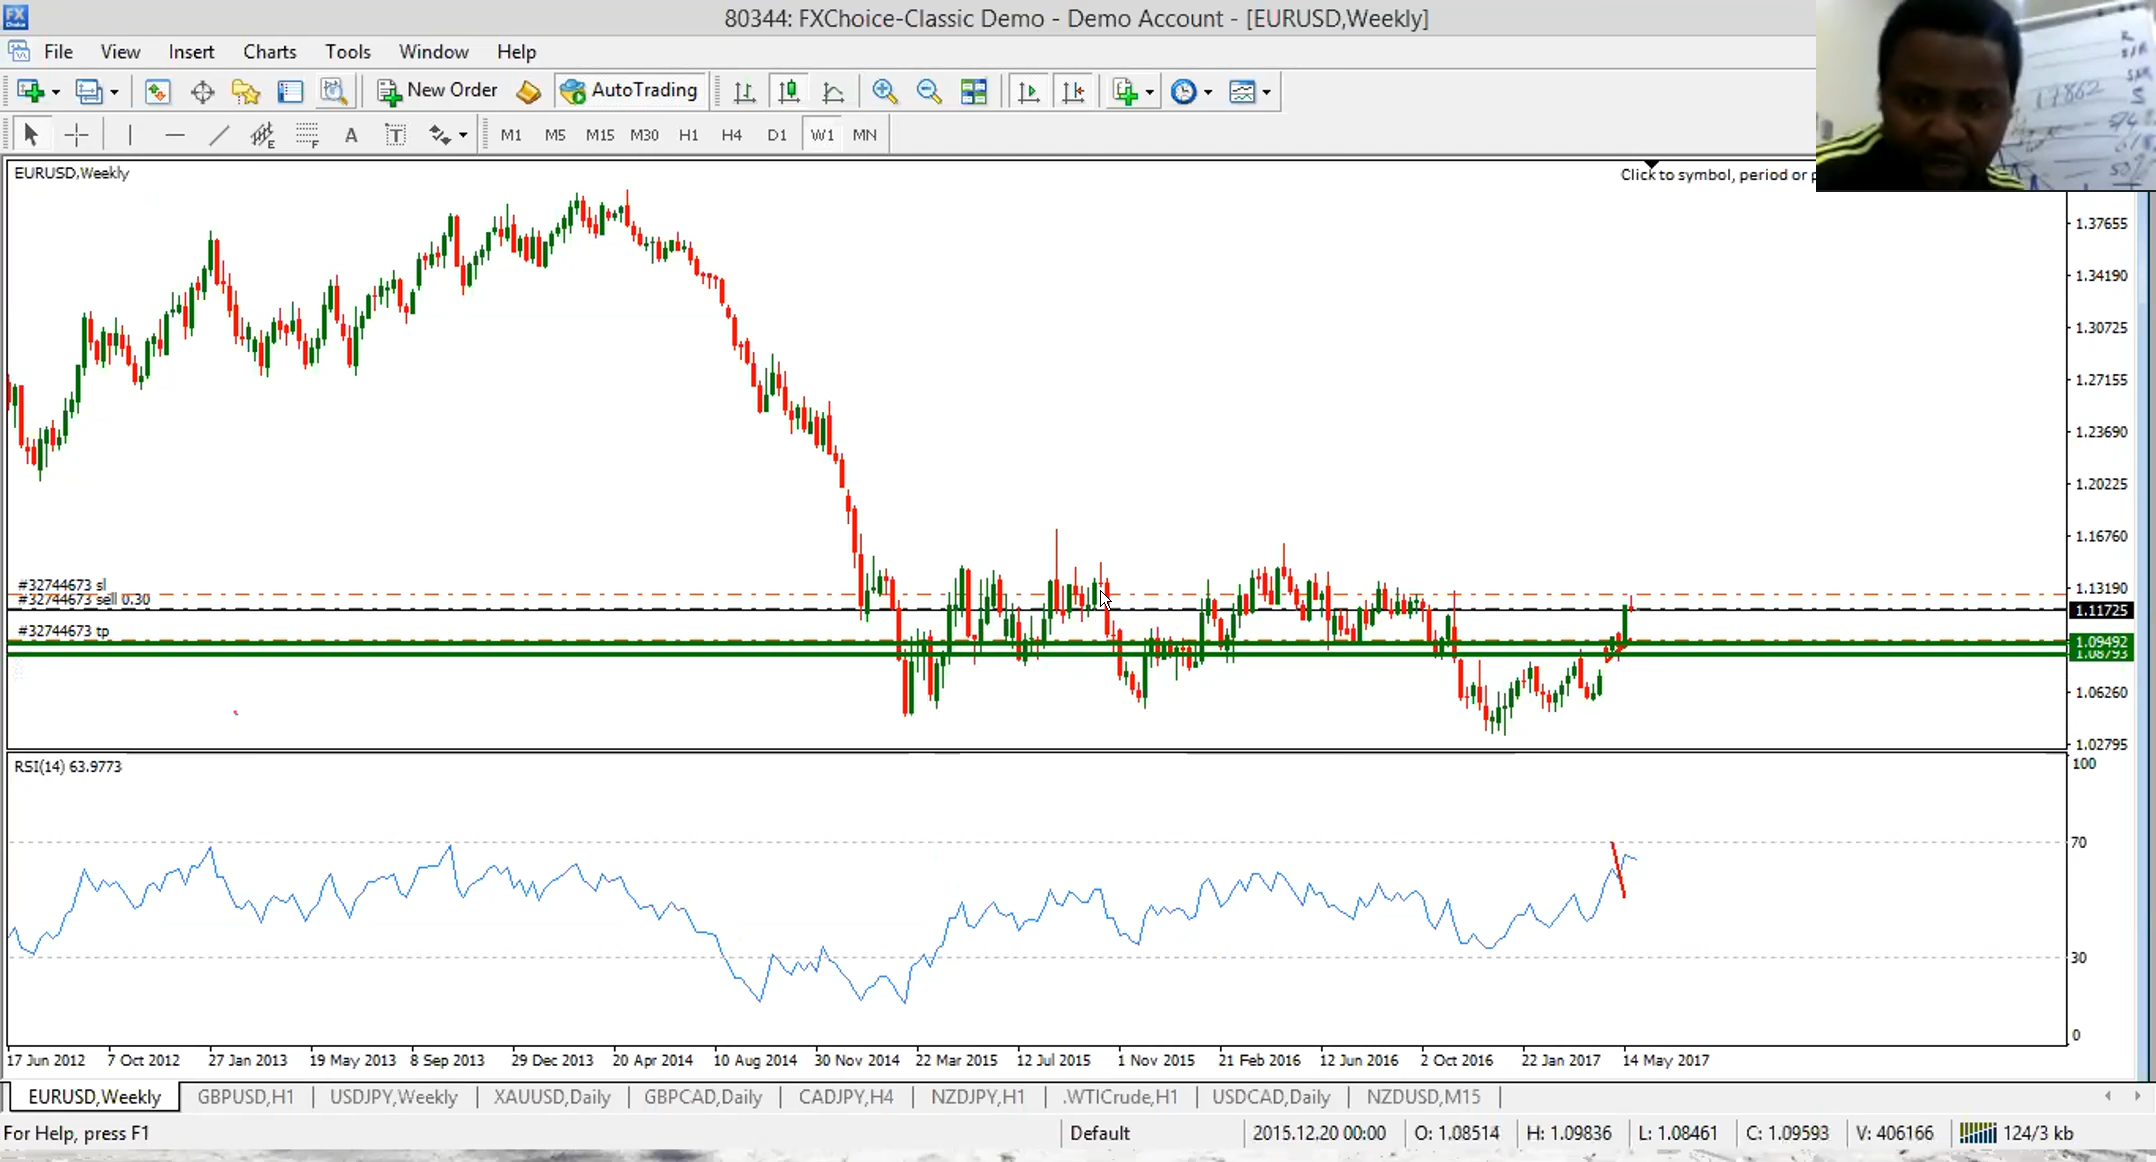 80344: FXChoice-Classic Demo - Demo Account - [EURUSD,Weekly]
File View Insert Charts Tools Window Help
New Order AutoTrading
A T M1 M5 M15 M30 H1 H4 D1 W1 MN
EURUSD,Weekly
Click to symbol, period or
17862
1.37655
1.34190
1.30725
1.27155
1.23690
1.20225
1.16760
#32744673 sl
1.13190
#32744673 sell 0.30
1.11725
#32744673 tp
1.09492
1.08793
1.06260
1.02795
RSI(14) 63.9773
100
70
30
0
17 Jun 2012 7 Oct 2012 27 Jan 2013 19 May 2013 8 Sep 2013 29 Dec 2013 20 Apr 2014 10 Aug 2014 30 Nov 2014 22 Mar 2015 12 Jul 2015 1 Nov 2015 21 Feb 2016 12 Jun 2016 2 Oct 2016 22 Jan 2017 14 May 2017
EURUSD,Weekly GBPUSD,H1 USDJPY,Weekly XAUUSD,Daily GBPCAD,Daily CADJPY,H4 NZDJPY,H1 .WTICrude,H1 USDCAD,Daily NZDUSD,M15
For Help, press F1 Default 2015.12.20 00:00 O: 1.08514 H: 1.09836 L: 1.08461 C: 1.09593 V: 406166 124/3 kb